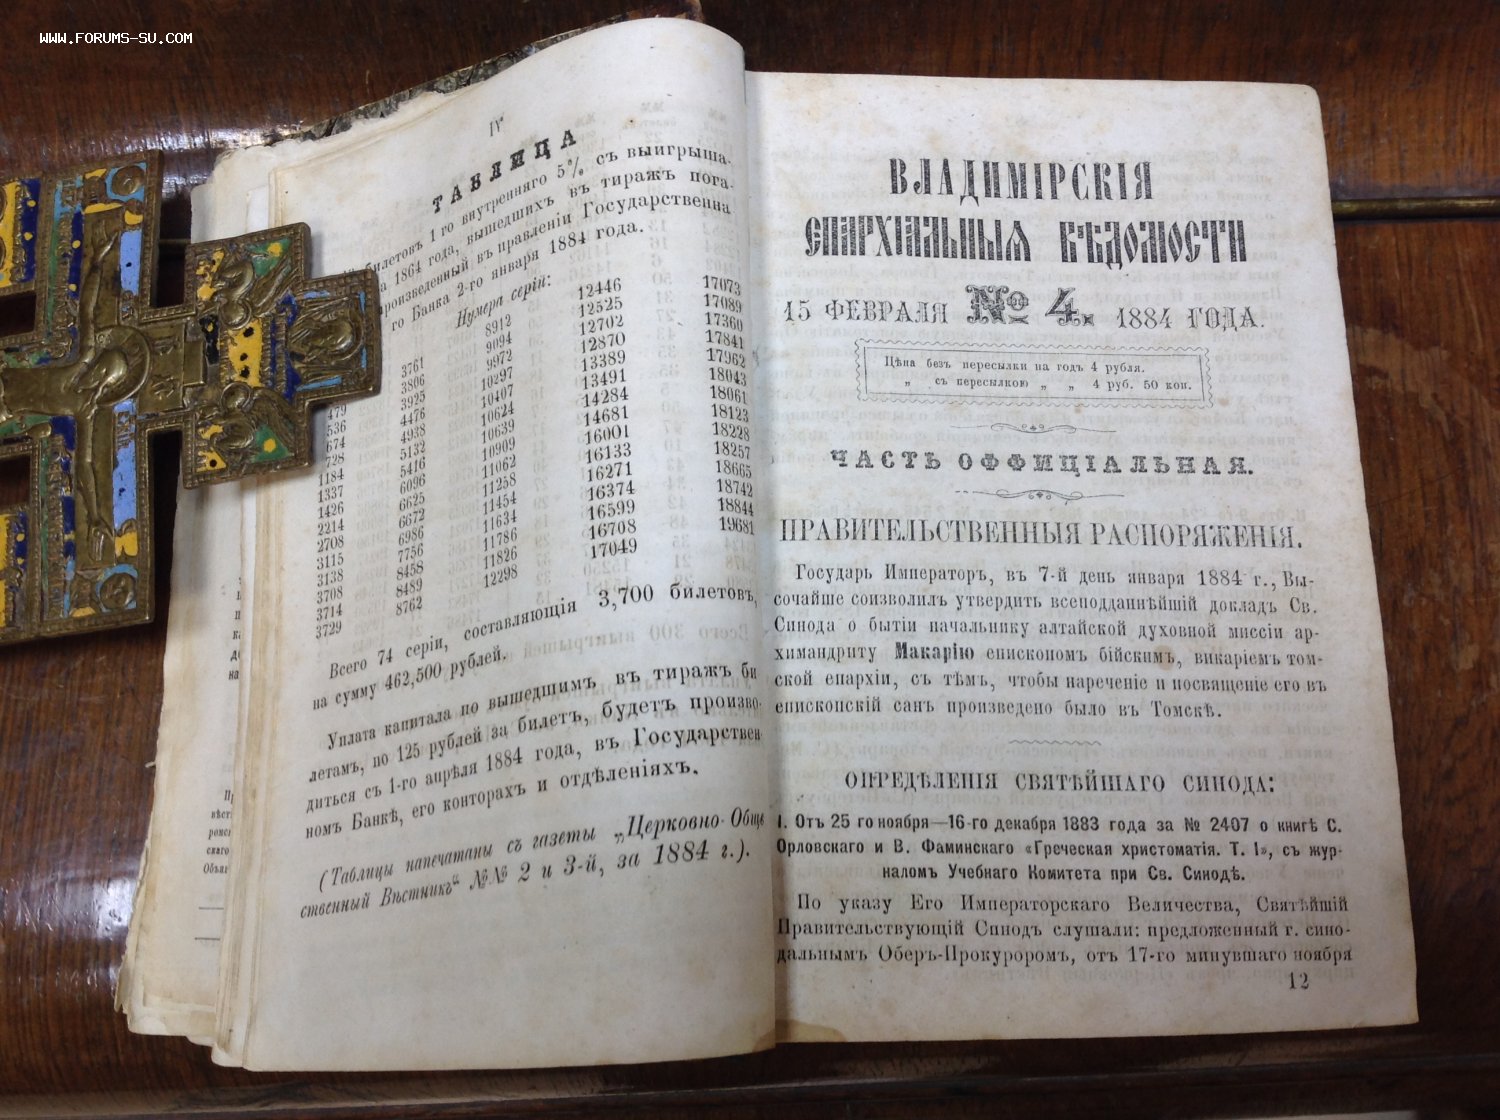 WWW.FORUMS-SU.COM
IV
ТАБЛИЦА
билетовъ 1 го внутренняго 5% съ выигрыша-
1864 года, вышедшихъ въ тиражъ пога-
произведенный въ правленіи Государственна
го Банка 2-го января 1884 года.
Нумера серій:
479
536
674
728
1184
1337
1426
2214
2708
3115
3138
3708
3714
3729
3761
3806
3925
4476
4938
5132
5416
6096
6625
6672
6986
7756
8458
8489
8762
8912
9094
9972
10297
10407
10624
10639
10909
11062
11258
11454
11634
11786
11826
12298
12446
12525
12702
12870
13389
13491
14284
14681
16001
16133
16271
16374
16599
16708
17049
17073
17089
17360
17841
17962
18043
18061
18123
18228
18257
18665
18742
18844
19681
Всего 74 серіи, составляющія 3,700 билетовъ,
на сумму 462,500 рублей.
Уплата капитала по вышедшимъ въ тиражъ би
летамъ, по 125 рублей за билетъ, будетъ произво-
диться съ 1-го апрѣля 1884 года, въ Государствен
номъ Банкѣ, его конторахъ и отдѣленіяхъ.
(Таблицы напечатаны съ газеты „Церковно-Обще
ственный Вѣстникъ“ №№ 2 и 3-й, за 1884 г.).
ВЛАДИМІРСКІЯ
ЕПАРХІАЛЬНЫЯ ВѢДОМОСТИ
15 ФЕВРАЛЯ № 4. 1884 ГОДА.
Цѣна безъ пересылки на годъ 4 рубля.
„ съ пересылкою „ „ 4 руб. 50 коп.
ЧАСТЬ ОФФИЦІАЛЬНАЯ.
ПРАВИТЕЛЬСТВЕННЫЯ РАСПОРЯЖЕНІЯ.
Государь Императоръ, въ 7-й день января 1884 г., Вы-
сочайше соизволилъ утвердить всеподданнѣйшій докладъ Св.
Синода о бытіи начальнику алтайской духовной миссіи ар-
химандриту Макарію епископомъ бійскимъ, викаріемъ том-
ской епархіи, съ тѣмъ, чтобы нареченіе и посвященіе его въ
епископскій санъ произведено было въ Томскѣ.
ОПРЕДѢЛЕНІЯ СВЯТѢЙШАГО СИНОДА:
I. Отъ 25 го ноября—16-го декабря 1883 года за № 2407 о книгѣ С.
Орловскаго и В. Фаминскаго «Греческая христоматія. Т. I», съ жур-
наломъ Учебнаго Комитета при Св. Синодѣ.
По указу Его Императорскаго Величества, Святѣйшій
Правительствующій Синодъ слушали: предложенный г. сино-
дальнымъ Оберъ-Прокуроромъ, отъ 17-го минувшаго ноября
12